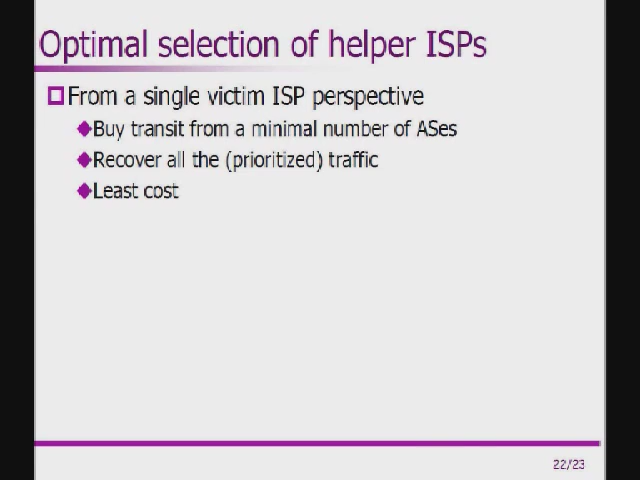 Optimal selection of helper ISPs
From a single victim ISP perspective
Buy transit from a minimal number of ASes
Recover all the (prioritized) traffic
Least cost
22/23